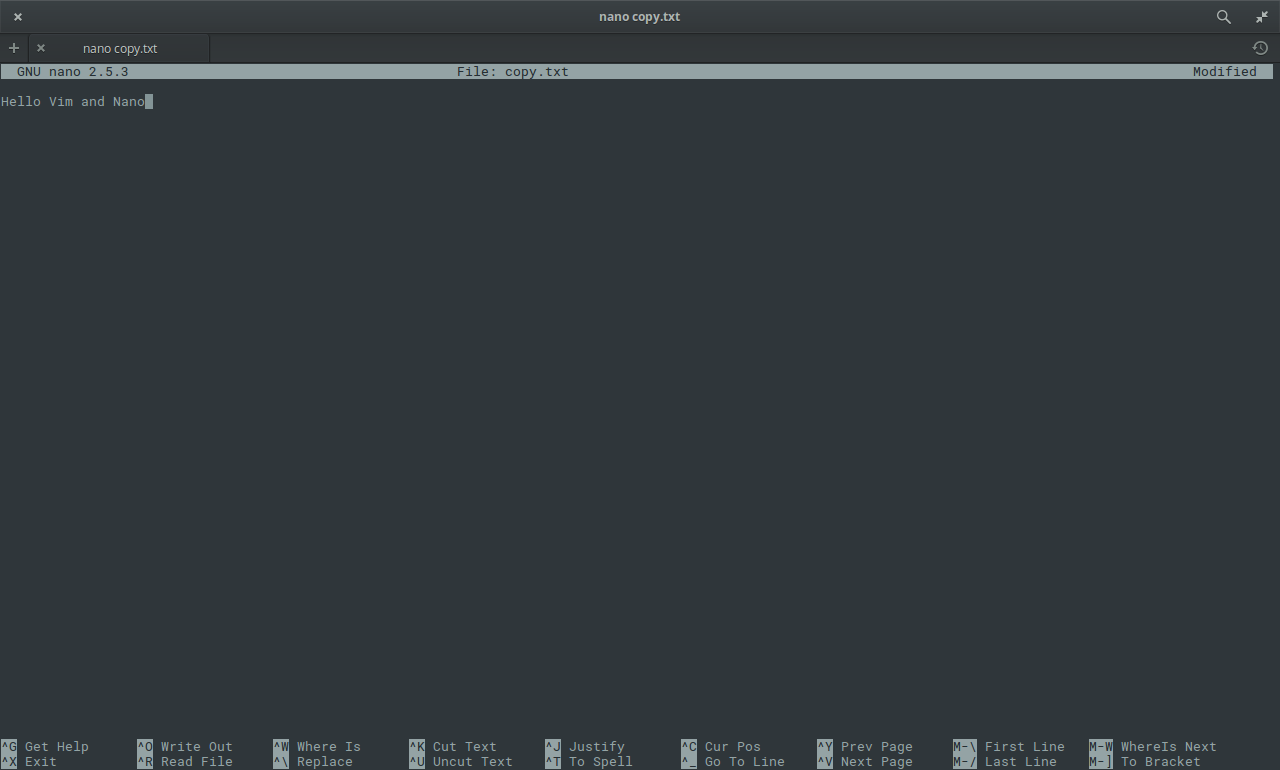 nano copy.txt
nano copy.txt
GNU nano 2.5.3 File: copy.txt Modified
Hello Vim and Nano
^G Get Help ^O Write Out ^W Where Is ^K Cut Text ^J Justify ^C Cur Pos ^Y Prev Page M-\ First Line M-W WhereIs Next
^X Exit ^R Read File ^\ Replace ^U Uncut Text ^T To Spell ^_ Go To Line ^V Next Page M-/ Last Line M-] To Bracket